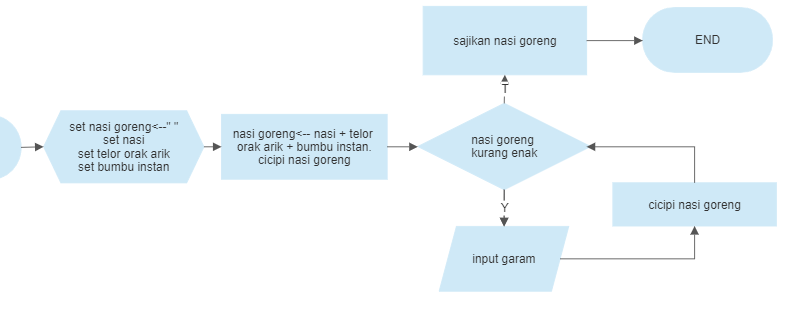 set nasi goreng<--" "
set nasi
set telor orak arik
set bumbu instan
nasi goreng<-- nasi + telor
orak arik + bumbu instan.
cicipi nasi goreng
nasi goreng
kurang enak
T
sajikan nasi goreng
END
Y
input garam
cicipi nasi goreng